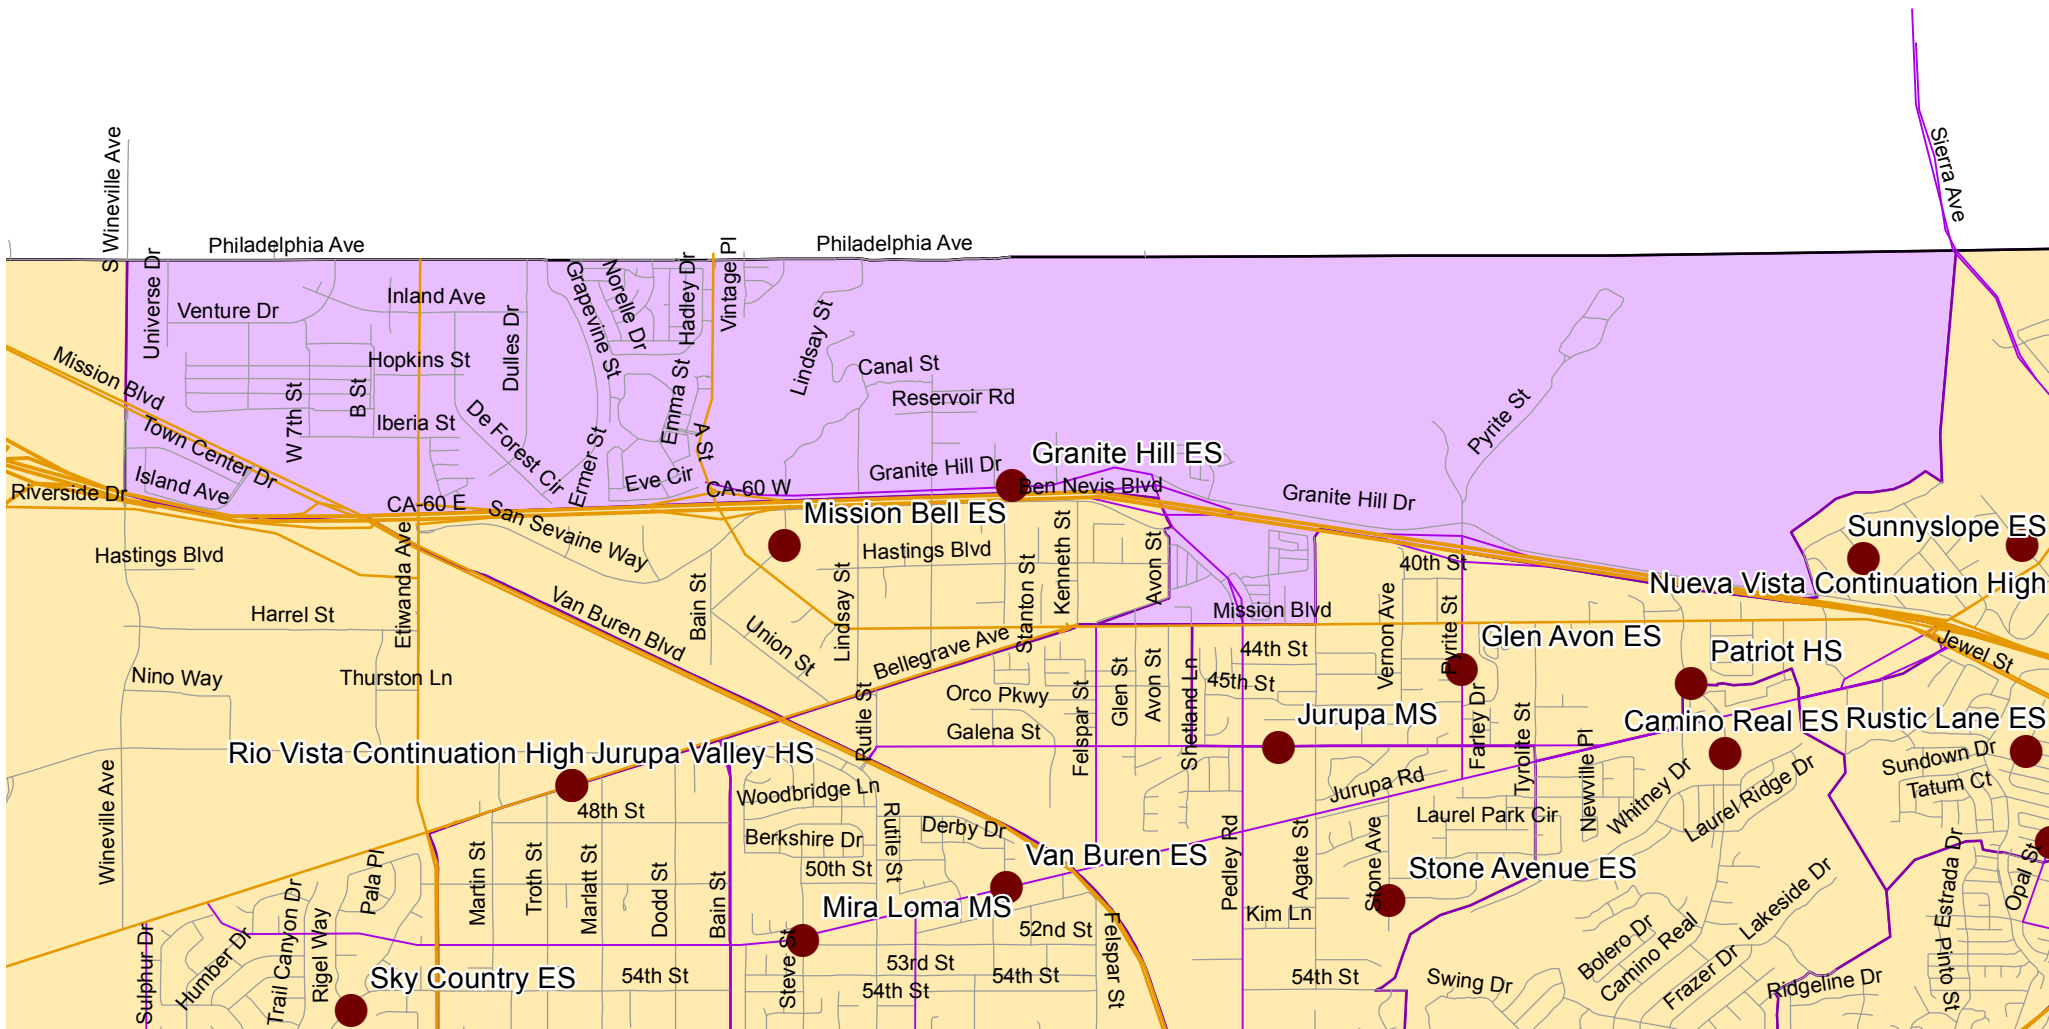 S Wineville Ave
Sierra Ave
Philadelphia Ave
Philadelphia Ave
Universe Dr
Venture Dr
Inland Ave
Dulles Dr
Grapevine St
Norelle Dr
Hadley Dr
Vintage Pl
Lindsay St
Mission Blvd
Hopkins St
Canal St
Reservoir Rd
W 7th St
B St
Iberia St
De Forest Cir
Ermer St
Emma St
A St
Eve Cir
Pyrite St
Town Center Dr
Island Ave
Riverside Dr
CA-60 E
CA-60 W
Granite Hill Dr
Granite Hill ES
Ben Nevis Blvd
Granite Hill Dr
Mission Bell ES
San Sevaine Way
Sunnyslope ES
Hastings Blvd
Etiwanda Ave
Hastings Blvd
Lindsay St
Stanton St
Kenneth St
Avon St
40th St
Nueva Vista Continuation High
Harrel St
Van Buren Blvd
Bain St
Union St
Bellegrave Ave
Mission Blvd
Vernon Ave
Pyrite St
Glen Avon ES
Patriot HS
Jewel St
Nino Way
Thurston Ln
44th St
45th St
Orco Pkwy
Galena St
Rutile St
Felspar St
Glen St
Avon St
Shetland Ln
Jurupa MS
Farley Dr
Tyrolite St
Newville Pl
Camino Real ES
Rustic Lane ES
Rio Vista Continuation High
Jurupa Valley HS
Wineville Ave
Woodbridge Ln
48th St
Berkshire Dr
Derby Dr
Rutile St
50th St
Jurupa Rd
Laurel Park Cir
Whitney Dr
Laurel Ridge Dr
Sundown Dr
Tatum Ct
Van Buren ES
Pedley Rd
Agate St
Stone Ave
Stone Avenue ES
Pala Pl
Martin St
Troth St
Marlatt St
Dodd St
Bain St
Mira Loma MS
52nd St
Kim Ln
Felspar St
Lakeside Dr
Estrada Dr
Opal St
Sulphur Dr
Humber Dr
Trail Canyon Dr
Rigel Way
Sky Country ES
54th St
Steve St
53rd St
54th St
54th St
54th St
Swing Dr
Bolero Dr
Camino Real
Frazer Dr
Ridgeline Dr
Pinto St